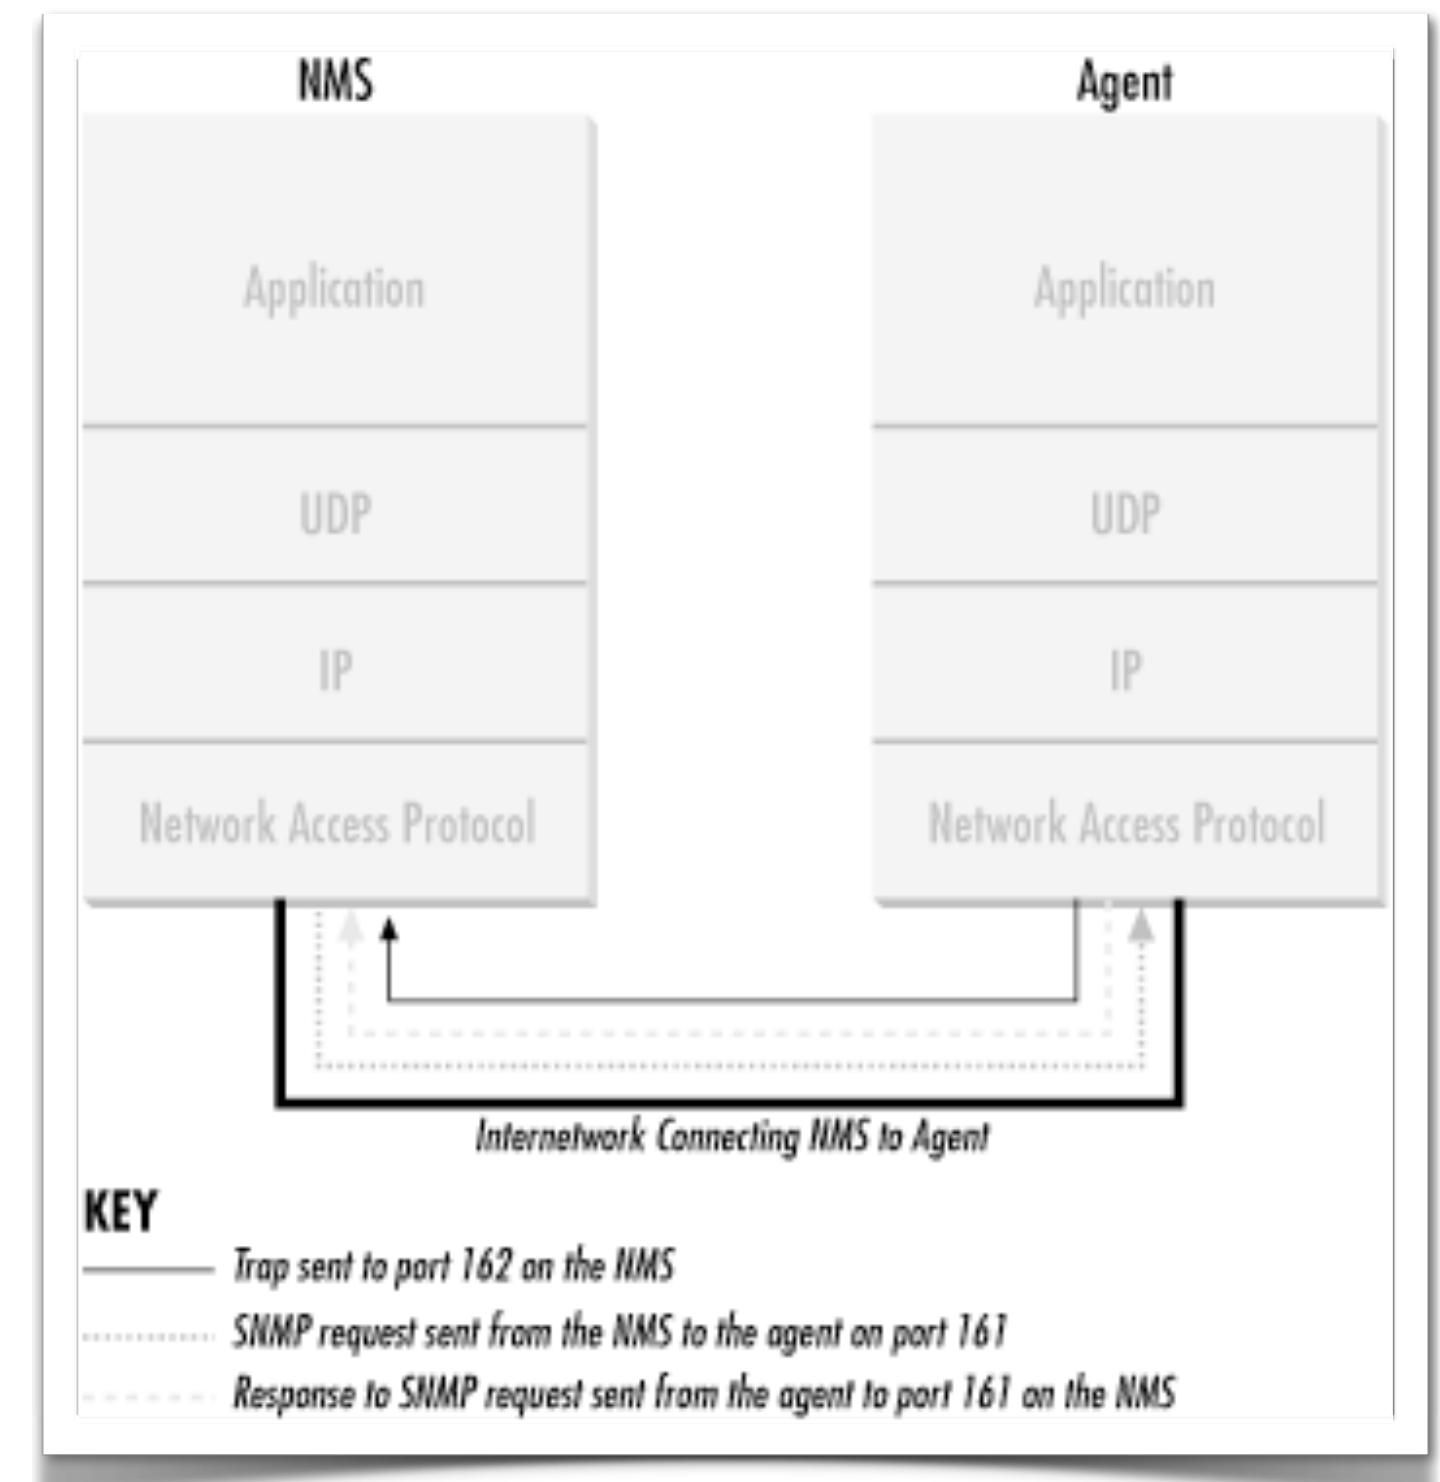 NMS
Agent
Application
Application
UDP
UDP
IP
IP
Network Access Protocol
Network Access Protocol
Internetwork Connecting NMS to Agent
KEY
Trap sent to port 162 on the NMS
SNMP request sent from the NMS to the agent on port 161
Response to SNMP request sent from the agent to port 161 on the NMS